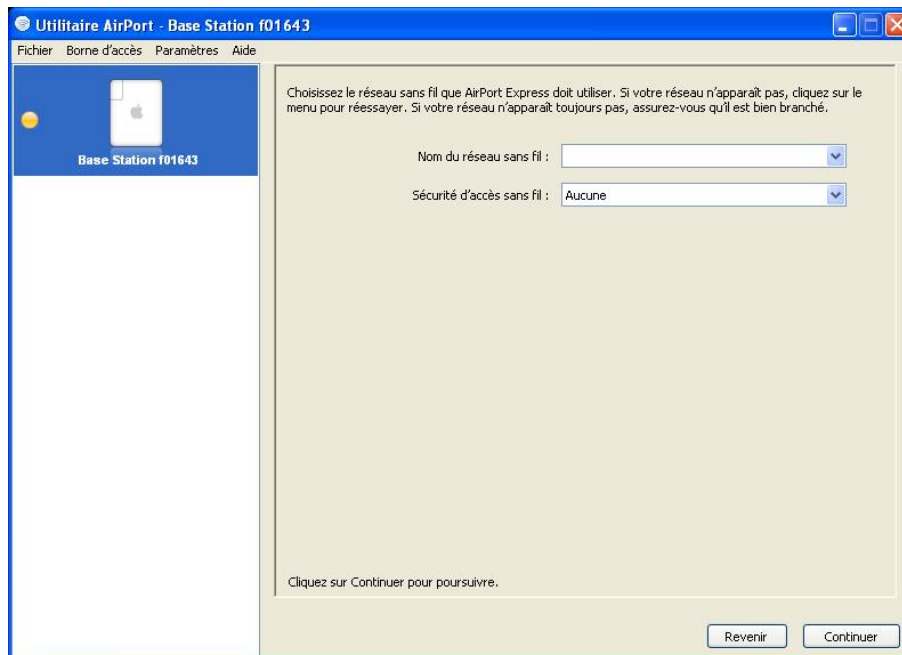 Utilitaire AirPort - Base Station f01643
Fichier Borne d'accès Paramètres Aide
Base Station f01643
Choisissez le réseau sans fil que AirPort Express doit utiliser. Si votre réseau n'apparaît pas, cliquez sur le
menu pour réessayer. Si votre réseau n'apparaît toujours pas, assurez-vous qu'il est bien branché.
Nom du réseau sans fil :
Sécurité d'accès sans fil : Aucune
Cliquez sur Continuer pour poursuivre.
Revenir Continuer